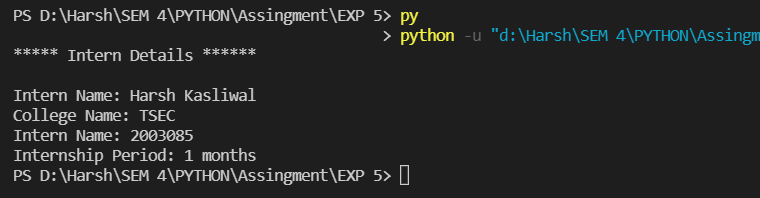 PS D:\Harsh\SEM 4\PYTHON\Assingment\EXP 5> py
> python -u "d:\Harsh\SEM 4\PYTHON\Assingm
***** Intern Details ******
Intern Name: Harsh Kasliwal
College Name: TSEC
Intern Name: 2003085
Internship Period: 1 months
PS D:\Harsh\SEM 4\PYTHON\Assingment\EXP 5>